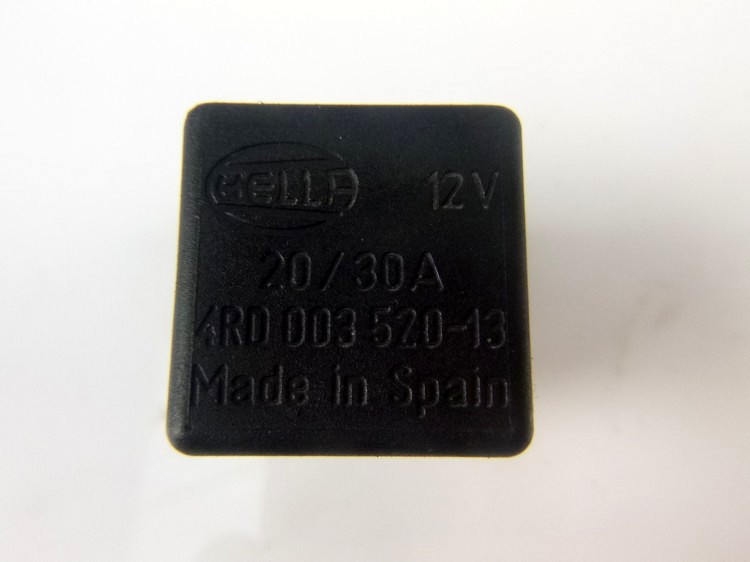 HELLA 12V
20/30A
4RD 003 520-13
Made in Spain